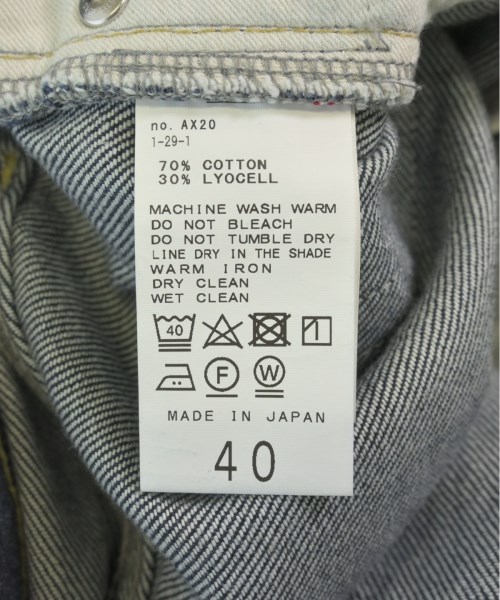 no. AX20
1-29-1
70% COTTON
30% LYOCELL
MACHINE WASH WARM
DO NOT BLEACH
DO NOT TUMBLE DRY
LINE DRY IN THE SHADE
WARM IRON
DRY CLEAN
WET CLEAN
40
F W
MADE IN JAPAN
40